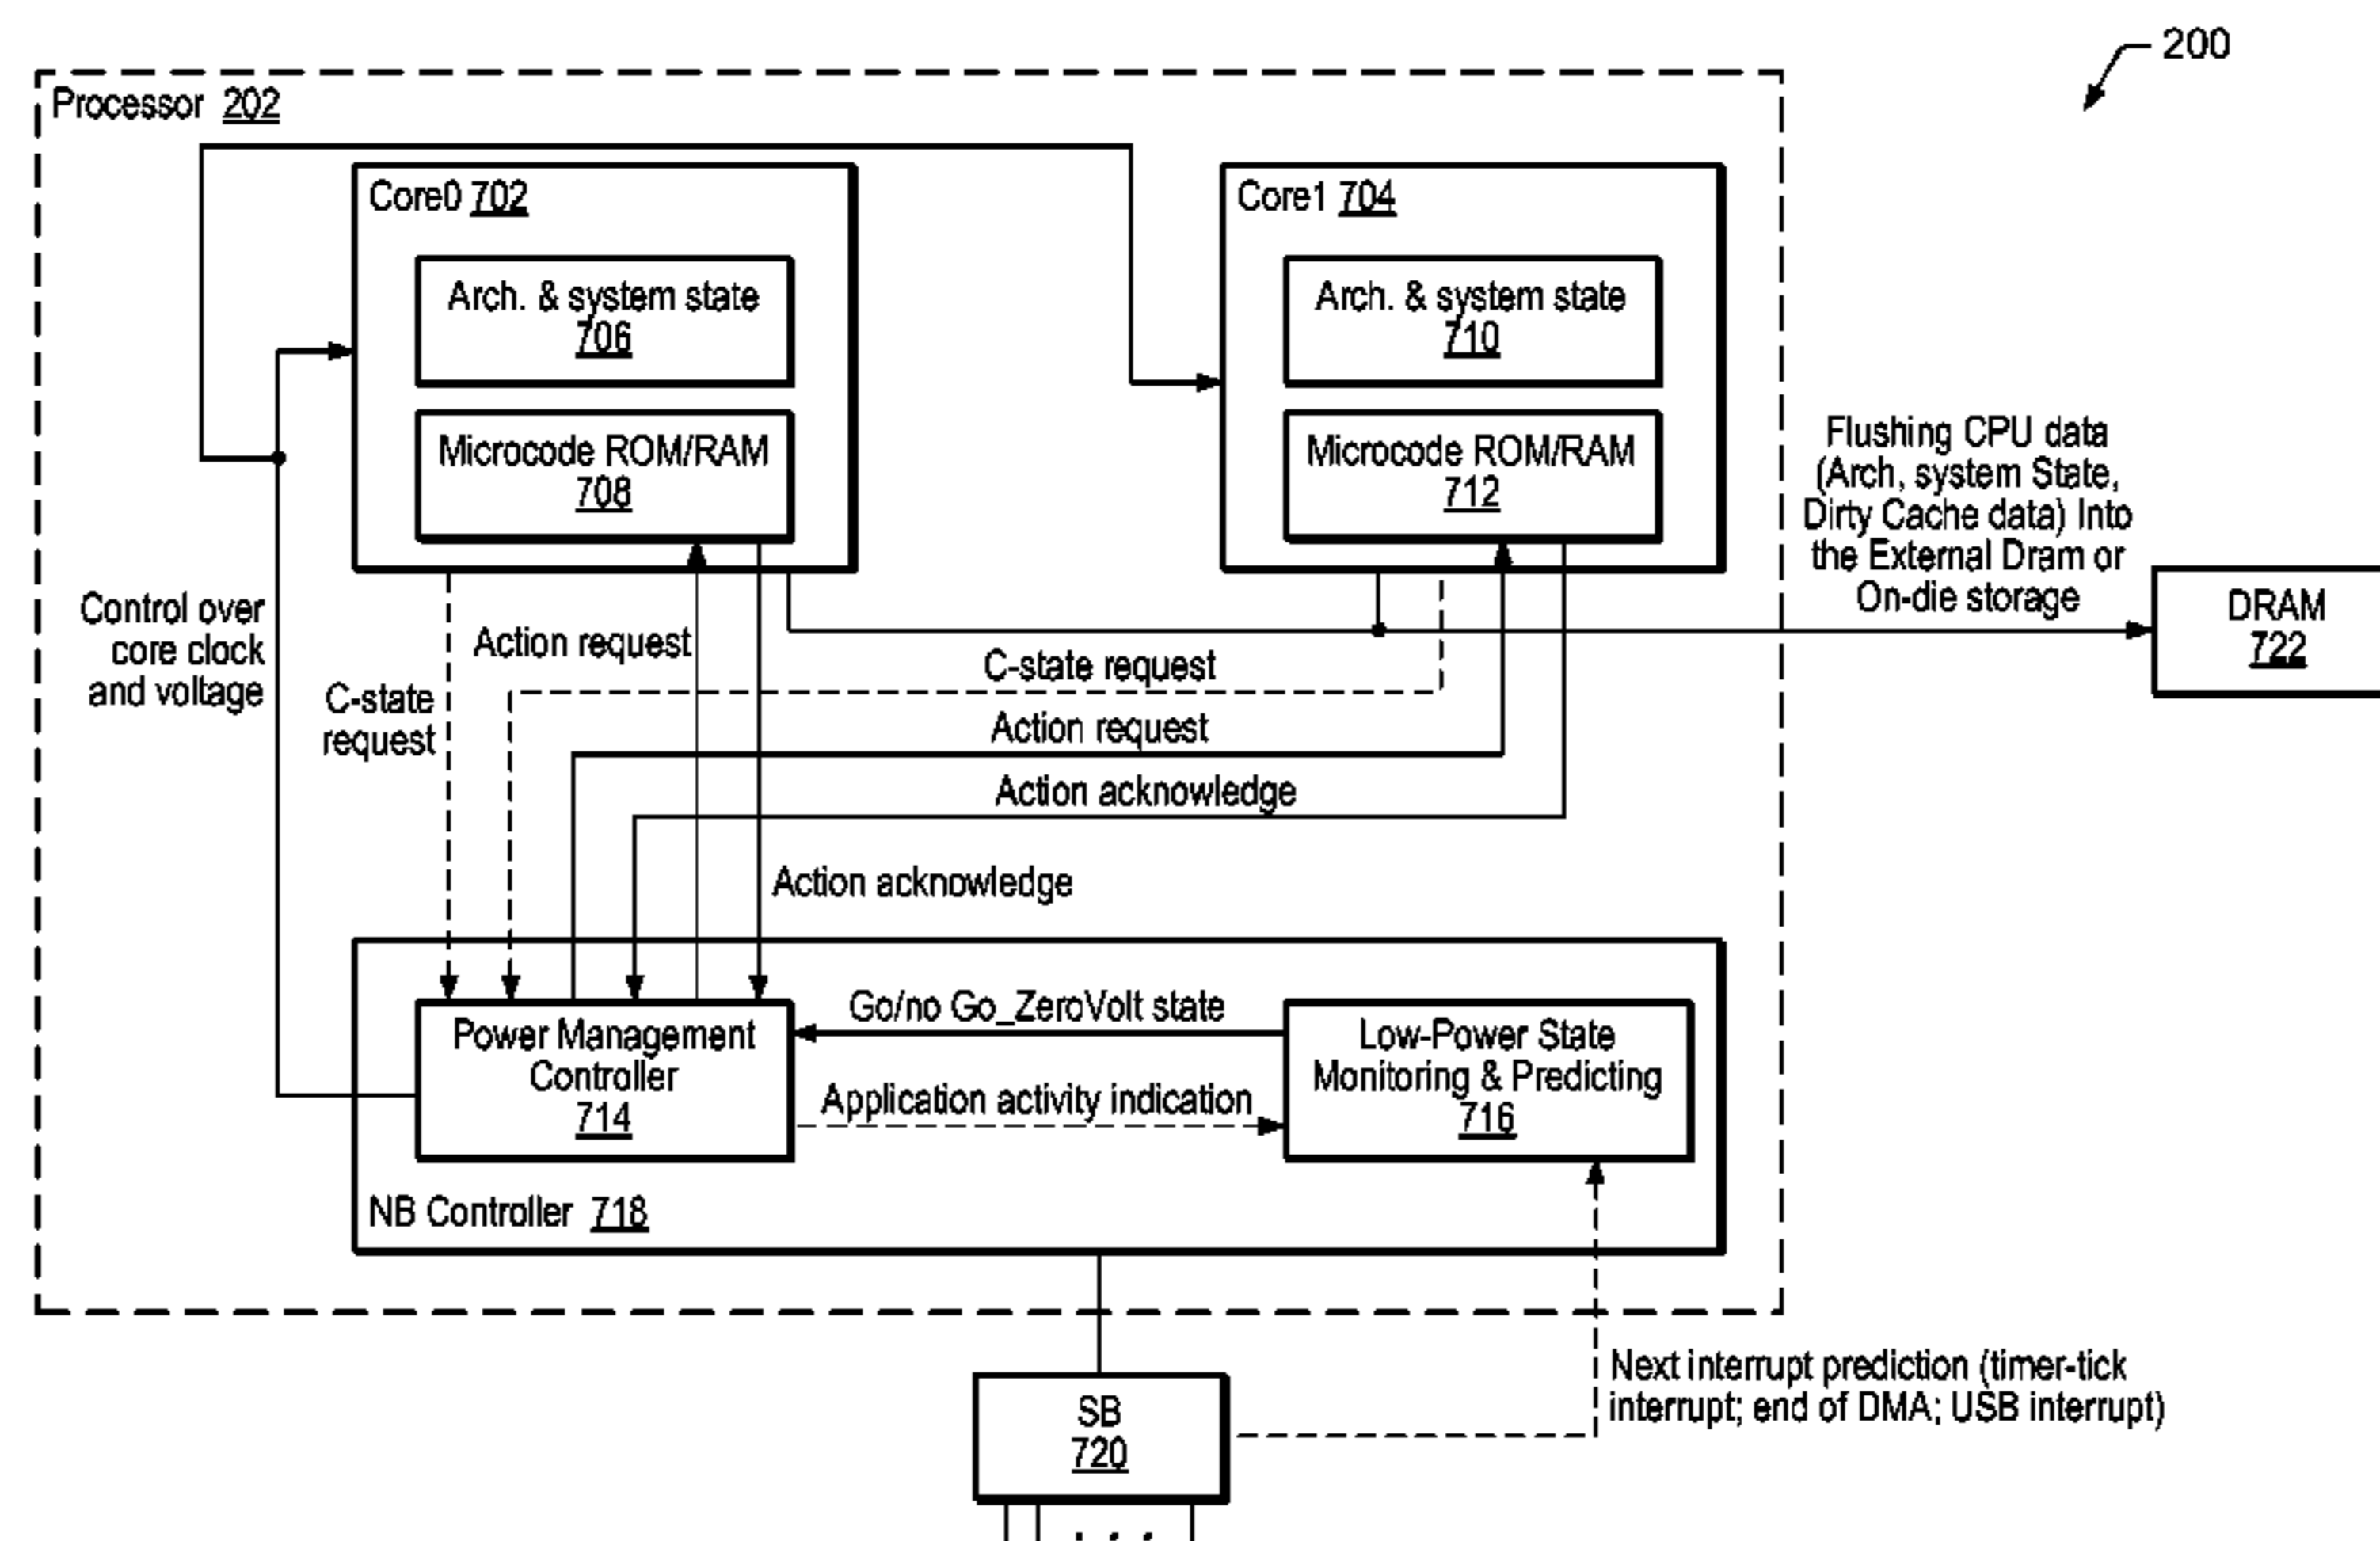 200
Processor 202
Core0 702
Arch. & system state
706
Microcode ROM/RAM
708
Core1 704
Arch. & system state
710
Microcode ROM/RAM
712
Flushing CPU data
(Arch, system State,
Dirty Cache data) Into
the External Dram or
On-die storage
DRAM
722
Control over
core clock
and voltage
C-state
request
Action request
C-state request
Action request
Action acknowledge
Action acknowledge
Power Management
Controller
714
Go/no Go_ZeroVolt state
Application activity indication
Low-Power State
Monitoring & Predicting
716
NB Controller 718
SB
720
Next interrupt prediction (timer-tick
interrupt; end of DMA; USB interrupt)